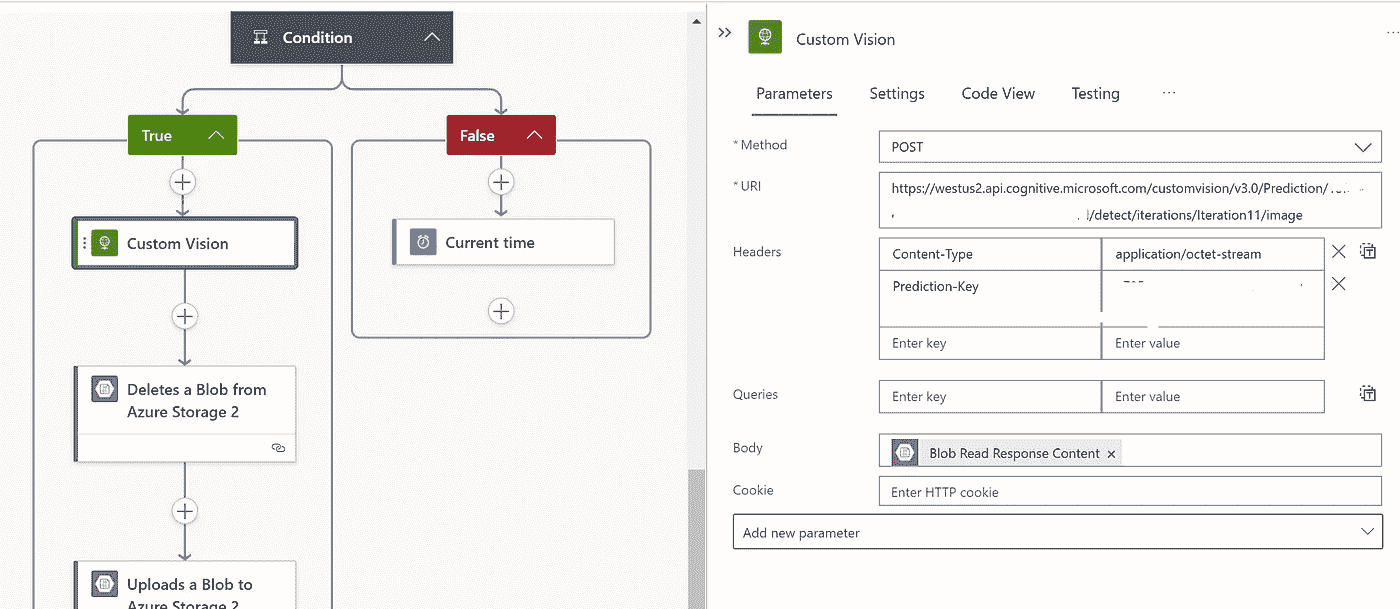 Condition
True
False
Custom Vision
Current time
Deletes a Blob from
Azure Storage 2
Uploads a Blob to
Azure Storage 2
Custom Vision
Parameters
Settings
Code View
Testing
* Method
POST
* URI
https://westus2.api.cognitive.microsoft.com/customvision/v3.0/Prediction/
/detect/iterations/Iteration11/image
Headers
Content-Type
application/octet-stream
Prediction-Key
Enter key
Enter value
Queries
Enter key
Enter value
Body
Blob Read Response Content ×
Cookie
Enter HTTP cookie
Add new parameter